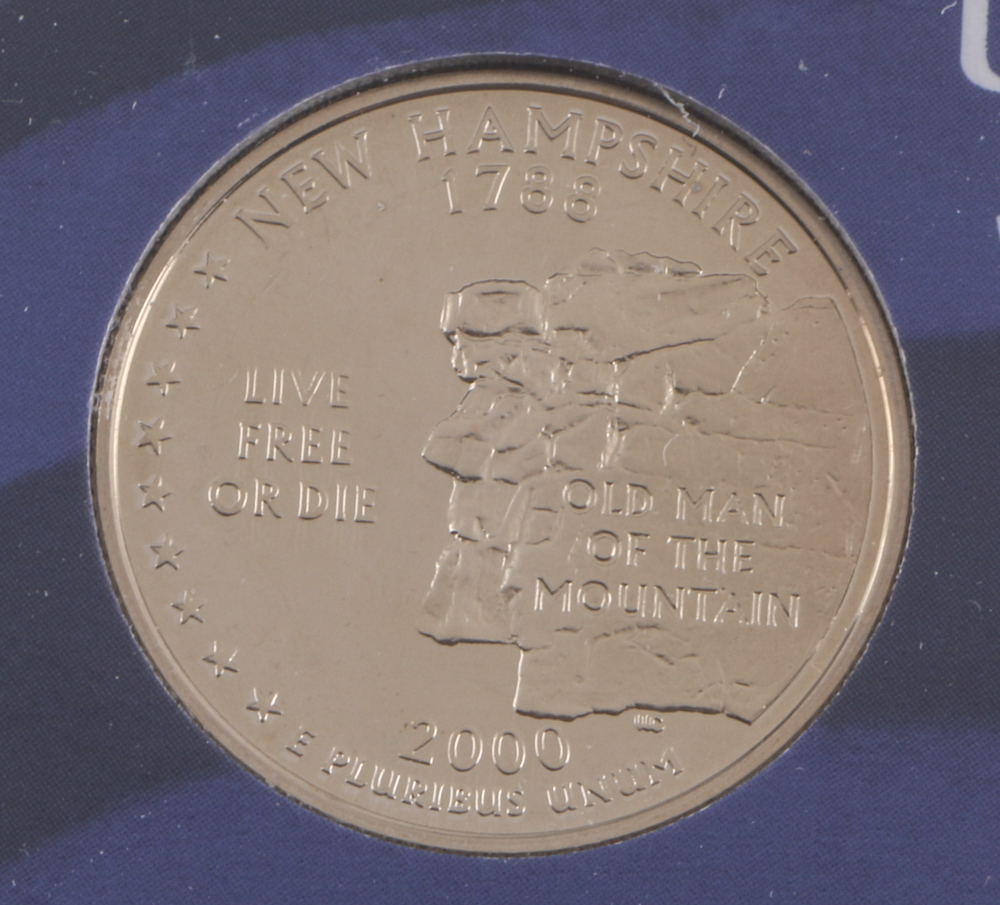 NEW HAMPSHIRE
1788
LIVE
FREE
OR DIE
OLD MAN
OF THE
MOUNTAIN
2000
E PLURIBUS UNUM